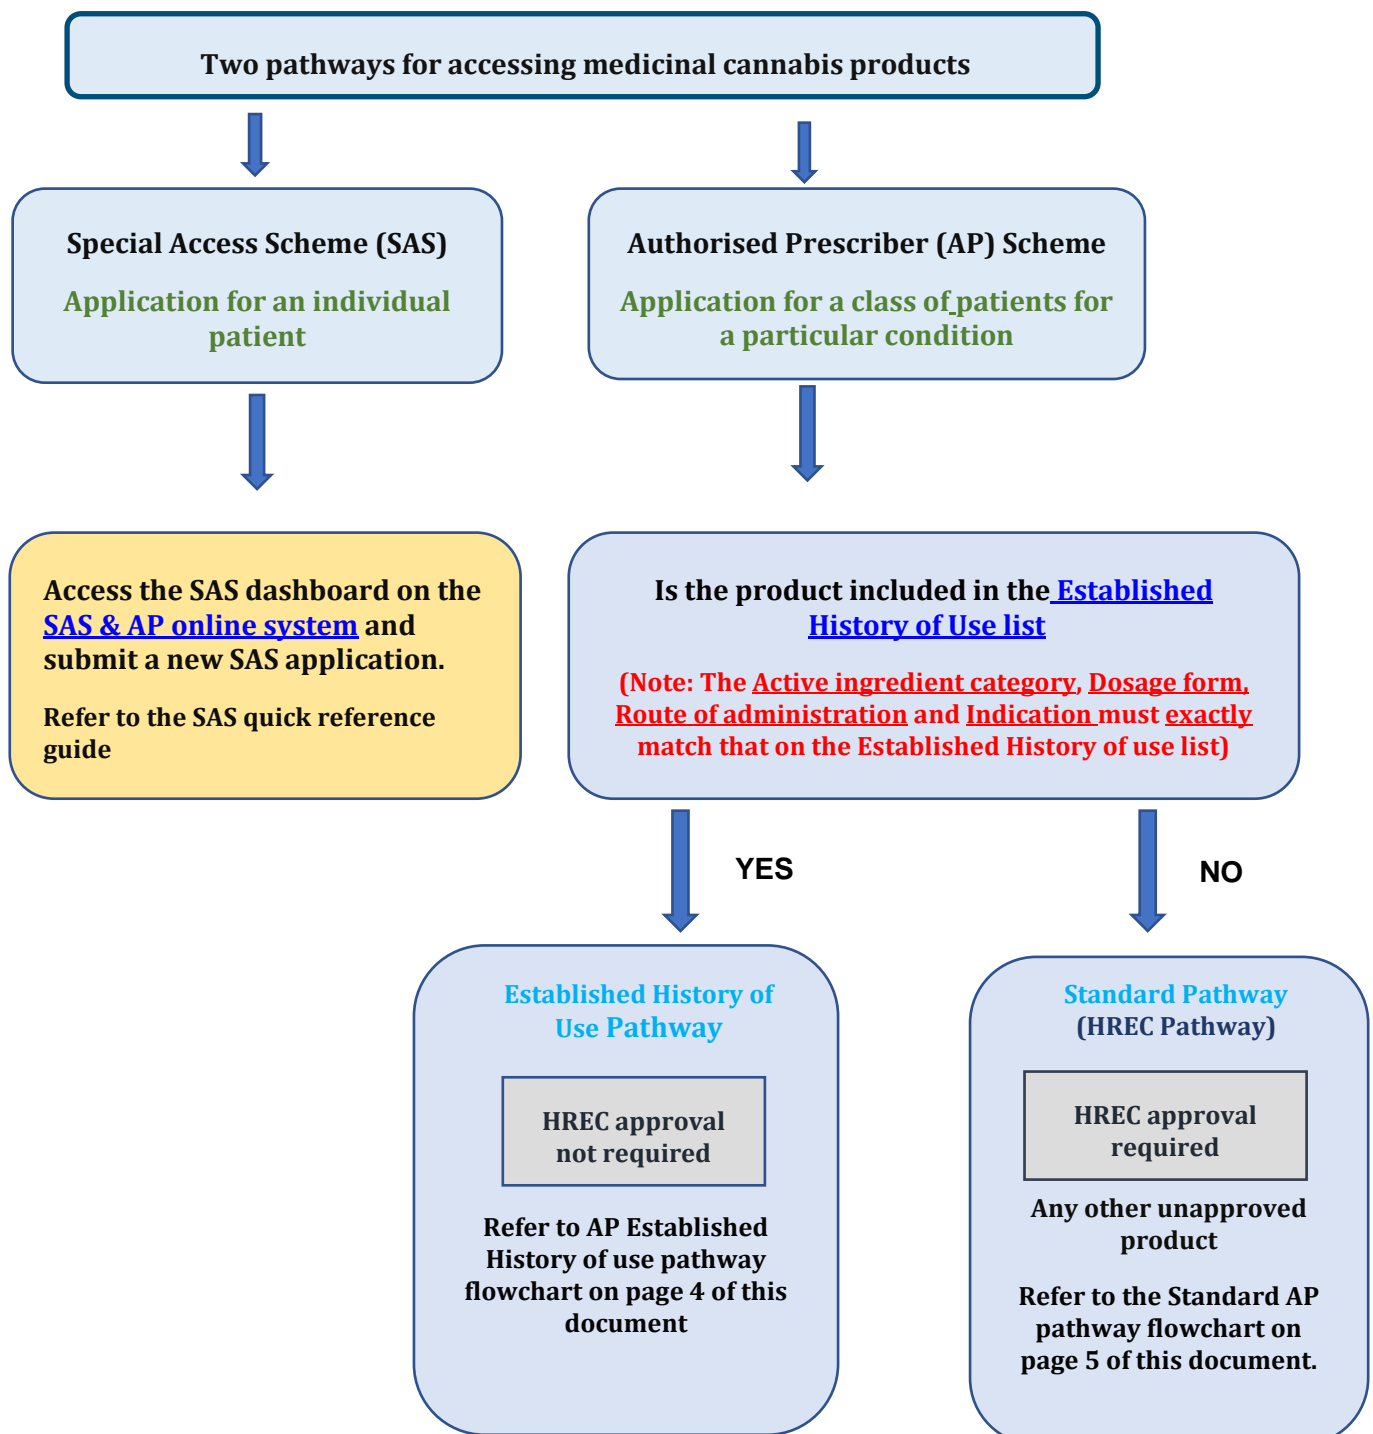 Two pathways for accessing medicinal cannabis products
Special Access Scheme (SAS)
Application for an individual
patient
Authorised Prescriber (AP) Scheme
Application for a class of patients for
a particular condition
Access the SAS dashboard on the
SAS & AP online system and
submit a new SAS application.
Refer to the SAS quick reference
guide
Is the product included in the Established
History of Use list
(Note: The Active ingredient category, Dosage form,
Route of administration and Indication must exactly
match that on the Established History of use list)
YES
NO
Established History of
Use Pathway
HREC approval
not required
Refer to AP Established
History of use pathway
flowchart on page 4 of this
document
Standard Pathway
(HREC Pathway)
HREC approval
required
Any other unapproved
product
Refer to the Standard AP
pathway flowchart on
page 5 of this document.